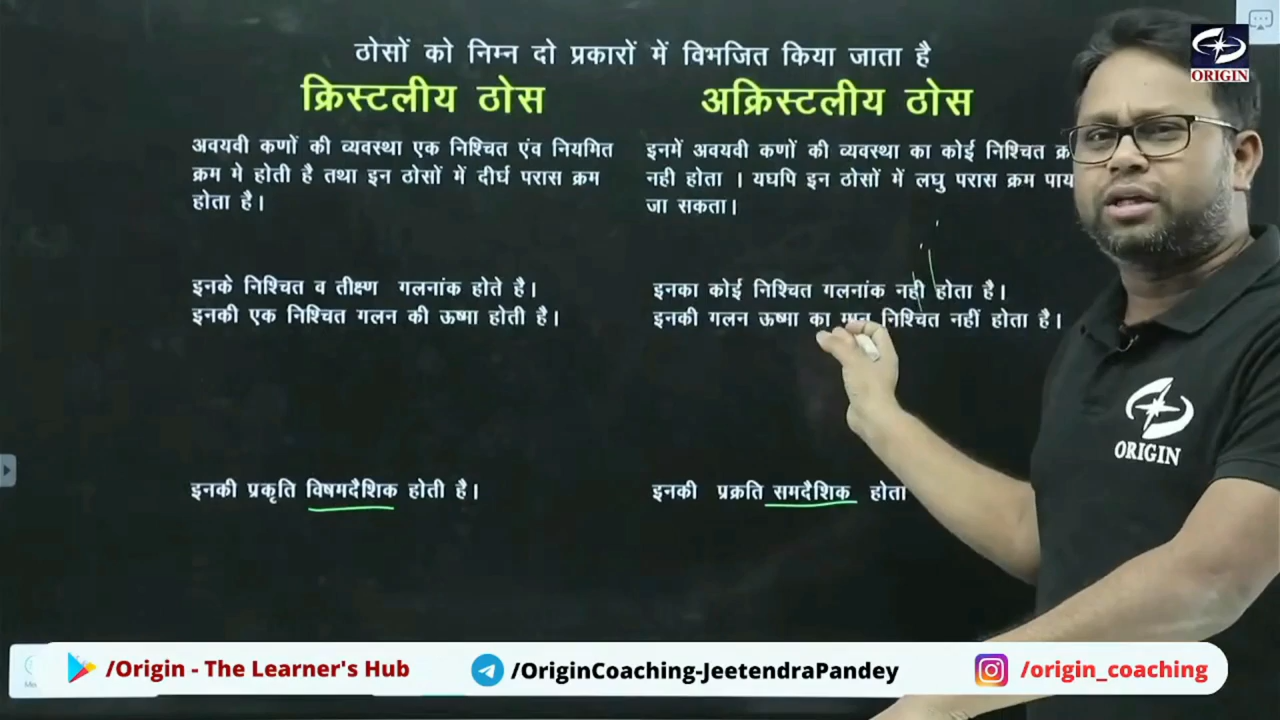 ठोसों को निम्न दो प्रकारों में विभजित किया जाता है
क्रिस्टलीय ठोस
अक्रिस्टलीय ठोस
अवयवी कणों की व्यवस्था एक निश्चित एंव नियमित
क्रम मे होती है तथा इन ठोसों में दीर्घ परास क्रम
होता है।
इनमें अवयवी कणों की व्यवस्था का कोई निश्चित
नही होता । यघपि इन ठोसों में लघु परास क्रम
जा सकता।
इनके निश्चित व तीक्ष्ण गलनांक होते है।
इनकी एक निश्चित गलन की ऊष्मा होती है।
इनका कोई निश्चित गलनांक नही होता है।
इनकी गलन ऊष्मा का मान निश्चित नहीं होता है।
इनकी प्रकृति विषमदैशिक होती है।
इनकी प्रक्रति समदैशिक होता
ORIGIN
ORIGIN
/Origin - The Learner's Hub
/OriginCoaching-JeetendraPandey
/origin_coaching